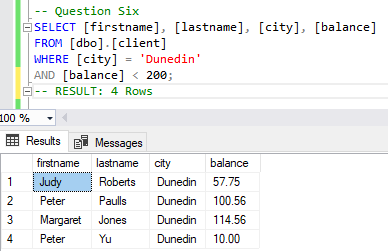 -- Question Six
SELECT [firstname], [lastname], [city], [balance]
FROM [dbo].[client]
WHERE [city] = 'Dunedin'
AND [balance] < 200;
-- RESULT: 4 Rows
100 %
Results Messages
firstname lastname city balance
1 Judy Roberts Dunedin 57.75
2 Peter Paulls Dunedin 100.56
3 Margaret Jones Dunedin 114.56
4 Peter Yu Dunedin 10.00